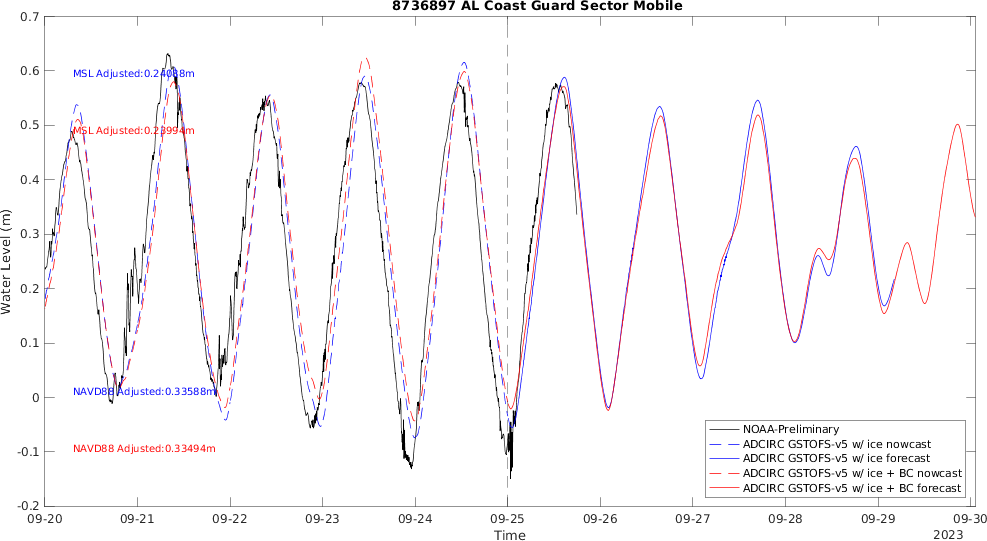 8736897 AL Coast Guard Sector Mobile
0.7
0.6
0.5
0.4
0.3
0.2
0.1
0
-0.1
-0.2
Water Level (m)
MSL Adjusted:0.24088m
MSL Adjusted:0.23994m
NAVD88 Adjusted:0.33588m
NAVD88 Adjusted:0.33494m
NOAA-Preliminary
ADCIRC GSTOFS-v5 w/ ice nowcast
ADCIRC GSTOFS-v5 w/ ice forecast
ADCIRC GSTOFS-v5 w/ ice + BC nowcast
ADCIRC GSTOFS-v5 w/ ice + BC forecast
09-20 09-21 09-22 09-23 09-24 09-25 09-26 09-27 09-28 09-29 09-30
Time
2023